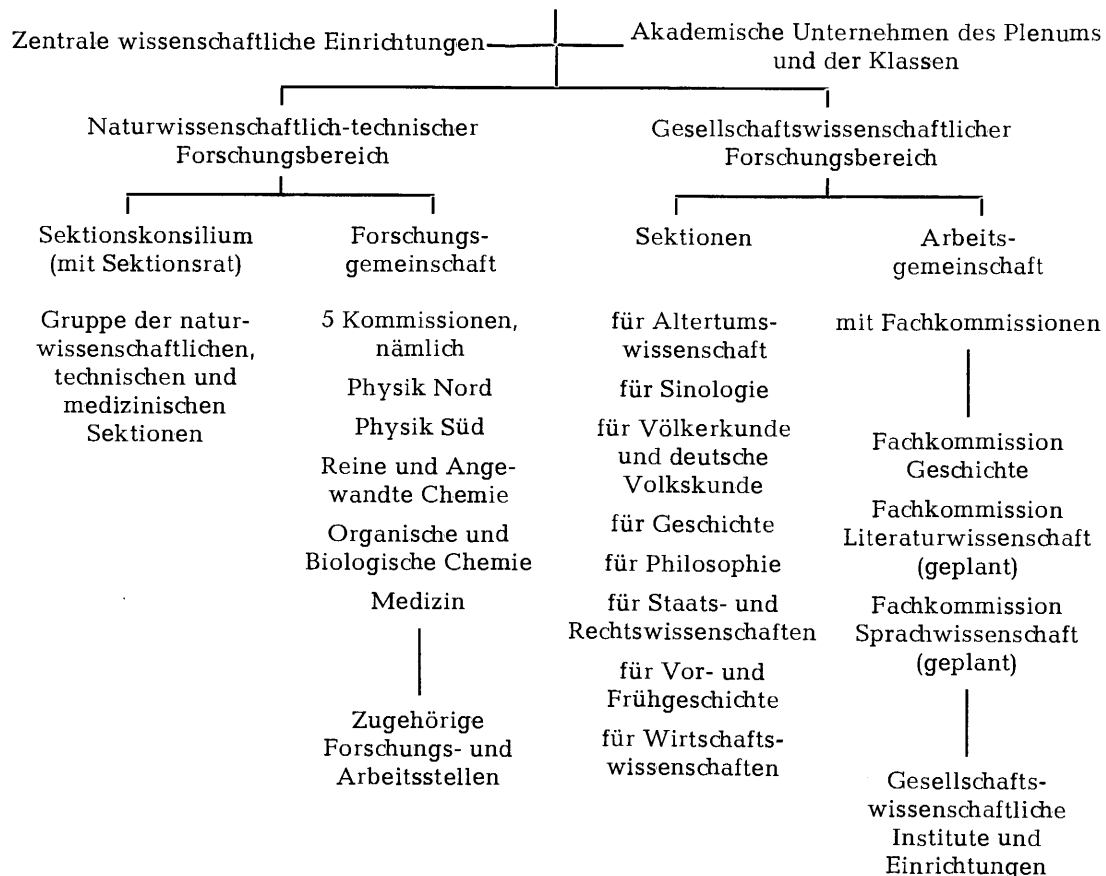 Zentrale wissenschaftliche Einrichtungen
Akademische Unternehmen des Plenums
und der Klassen
Naturwissenschaftlich-technischer
Forschungsbereich
Gesellschaftswissenschaftlicher
Forschungsbereich
Sektionskonsilium
(mit Sektionsrat)
Gruppe der natur-
wissenschaftlichen,
technischen und
medizinischen
Sektionen
Forschungs-
gemeinschaft
5 Kommissionen,
nämlich
Physik Nord
Physik Süd
Reine und Ange-
wandte Chemie
Organische und
Biologische Chemie
Medizin
Zugehörige
Forschungs- und
Arbeitsstellen
Sektionen
für Altertums-
wissenschaft
für Sinologie
für Völkerkunde
und deutsche
Volkskunde
für Geschichte
für Philosophie
für Staats- und
Rechtswissenschaften
für Vor- und
Frühgeschichte
für Wirtschafts-
wissenschaften
Arbeits-
gemeinschaft
mit Fachkommissionen
Fachkommission
Geschichte
Fachkommission
Literaturwissenschaft
(geplant)
Fachkommission
Sprachwissenschaft
(geplant)
Gesellschafts-
wissenschaftliche
Institute und
Einrichtungen